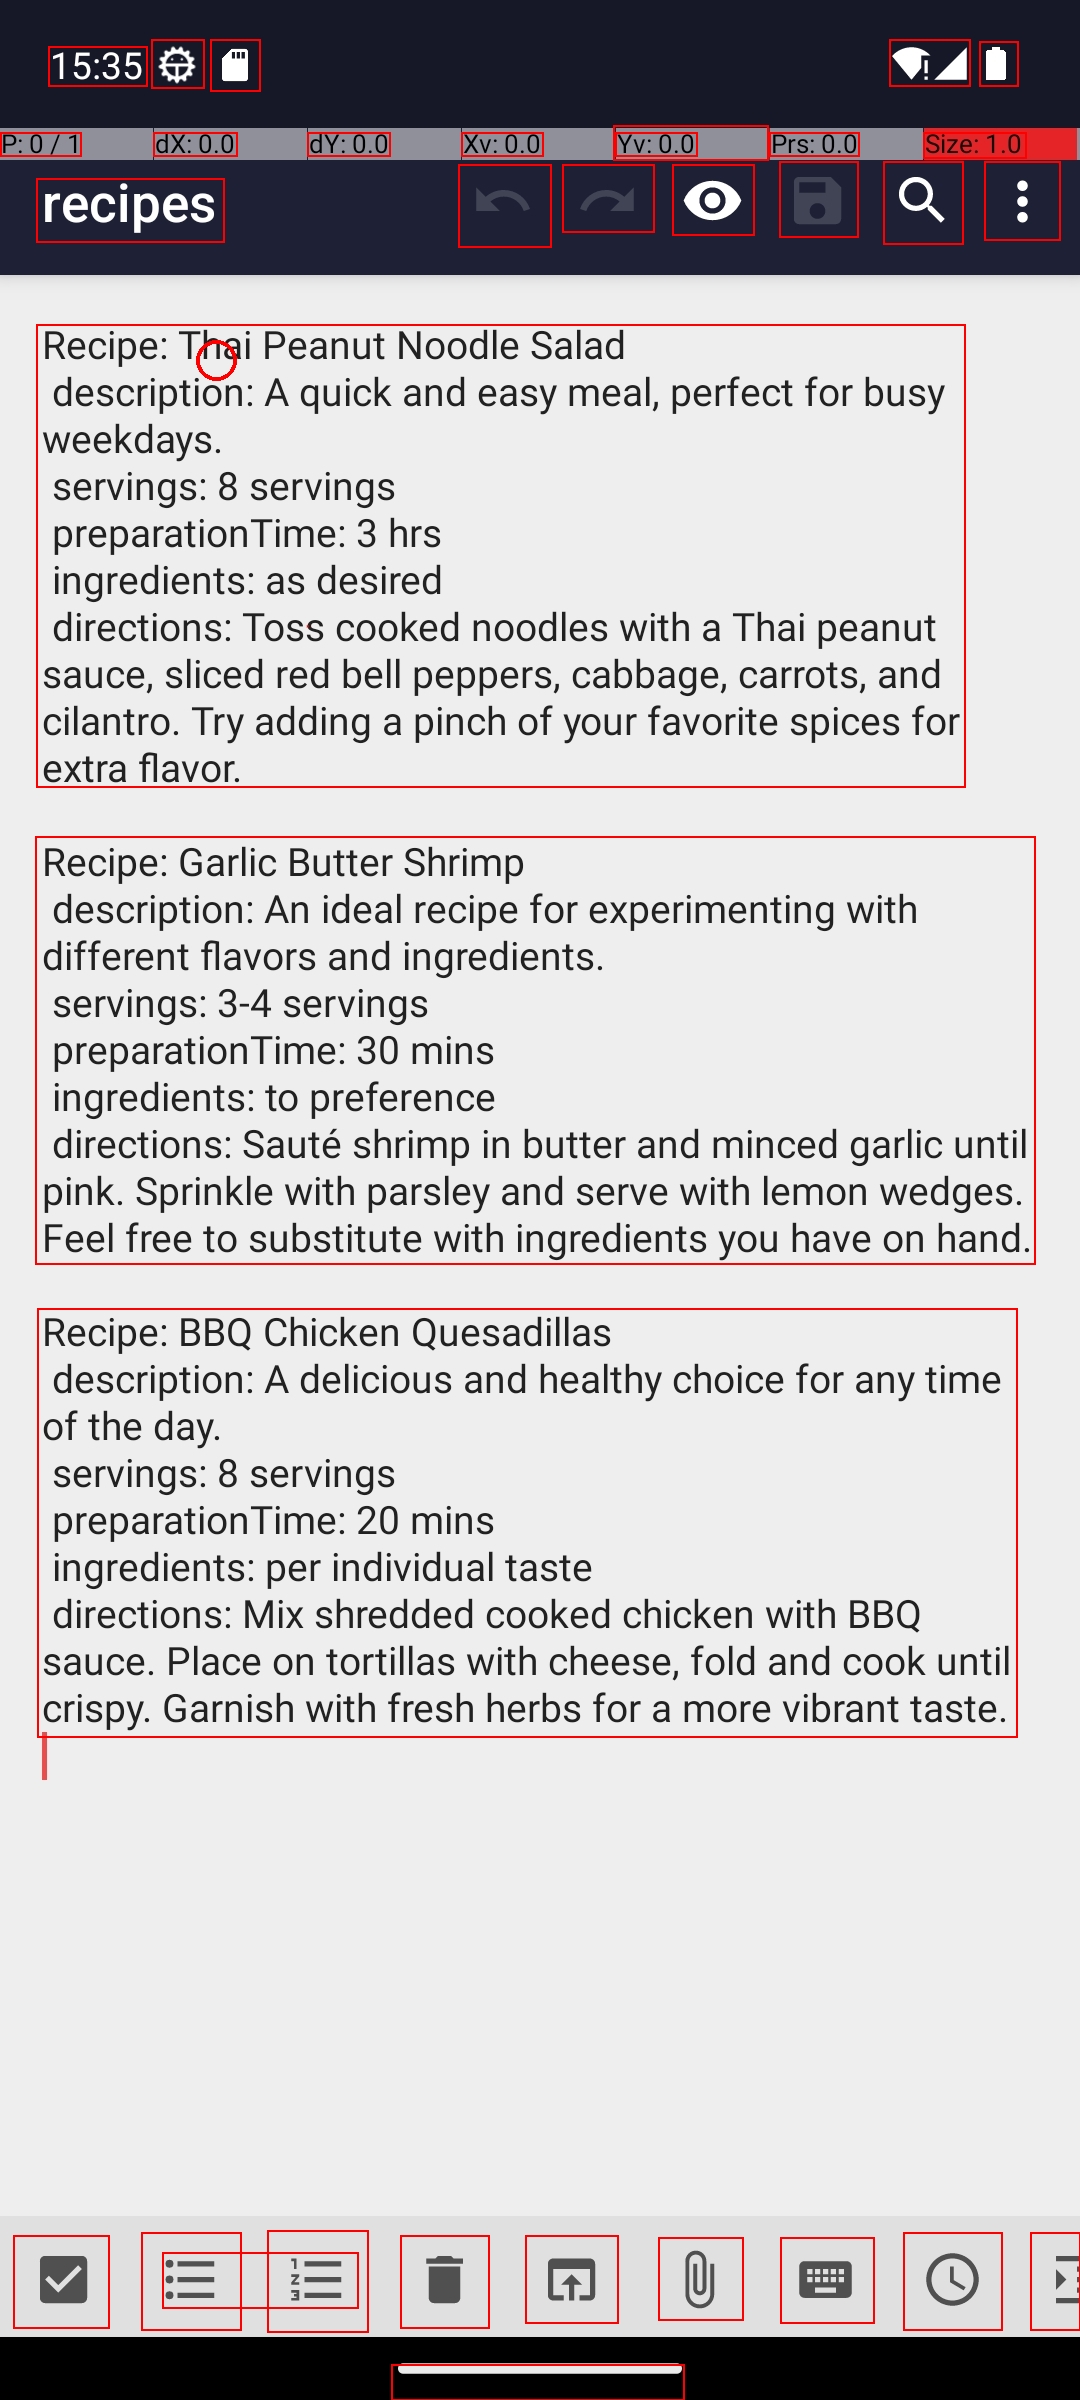 15:35
P: 0 / 1 dX: 0.0 dY: 0.0 Xv: 0.0 Yv: 0.0 Prs: 0.0 Size: 1.0
recipes
Recipe: Thai Peanut Noodle Salad
description: A quick and easy meal, perfect for busy
weekdays.
servings: 8 servings
preparationTime: 3 hrs
ingredients: as desired
directions: Toss cooked noodles with a Thai peanut
sauce, sliced red bell peppers, cabbage, carrots, and
cilantro. Try adding a pinch of your favorite spices for
extra flavor.
Recipe: Garlic Butter Shrimp
description: An ideal recipe for experimenting with
different flavors and ingredients.
servings: 3-4 servings
preparationTime: 30 mins
ingredients: to preference
directions: Sauté shrimp in butter and minced garlic until
pink. Sprinkle with parsley and serve with lemon wedges.
Feel free to substitute with ingredients you have on hand.
Recipe: BBQ Chicken Quesadillas
description: A delicious and healthy choice for any time
of the day.
servings: 8 servings
preparationTime: 20 mins
ingredients: per individual taste
directions: Mix shredded cooked chicken with BBQ
sauce. Place on tortillas with cheese, fold and cook until
crispy. Garnish with fresh herbs for a more vibrant taste.